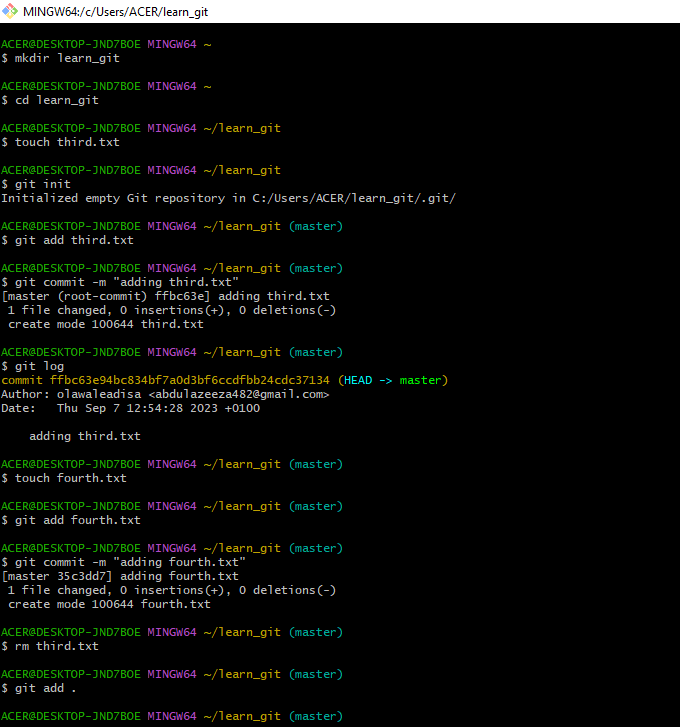 MINGW64:/c/Users/ACER/learn_git
ACER@DESKTOP-JND7BOE MINGW64 ~
$ mkdir learn_git
ACER@DESKTOP-JND7BOE MINGW64 ~
$ cd learn_git
ACER@DESKTOP-JND7BOE MINGW64 ~/learn_git
$ touch third.txt
ACER@DESKTOP-JND7BOE MINGW64 ~/learn_git
$ git init
Initialized empty Git repository in C:/Users/ACER/learn_git/.git/
ACER@DESKTOP-JND7BOE MINGW64 ~/learn_git (master)
$ git add third.txt
ACER@DESKTOP-JND7BOE MINGW64 ~/learn_git (master)
$ git commit -m "adding third.txt"
[master (root-commit) ffbc63e] adding third.txt
 1 file changed, 0 insertions(+), 0 deletions(-)
 create mode 100644 third.txt
ACER@DESKTOP-JND7BOE MINGW64 ~/learn_git (master)
$ git log
commit ffbc63e94bc834bf7a0d3bf6ccdfbb24cdc37134 (HEAD -> master)
Author: olawaleadisa <abdulazeeza482@gmail.com>
Date:   Thu Sep 7 12:54:28 2023 +0100
    adding third.txt
ACER@DESKTOP-JND7BOE MINGW64 ~/learn_git (master)
$ touch fourth.txt
ACER@DESKTOP-JND7BOE MINGW64 ~/learn_git (master)
$ git add fourth.txt
ACER@DESKTOP-JND7BOE MINGW64 ~/learn_git (master)
$ git commit -m "adding fourth.txt"
[master 35c3dd7] adding fourth.txt
 1 file changed, 0 insertions(+), 0 deletions(-)
 create mode 100644 fourth.txt
ACER@DESKTOP-JND7BOE MINGW64 ~/learn_git (master)
$ rm third.txt
ACER@DESKTOP-JND7BOE MINGW64 ~/learn_git (master)
$ git add .
ACER@DESKTOP-JND7BOE MINGW64 ~/learn_git (master)